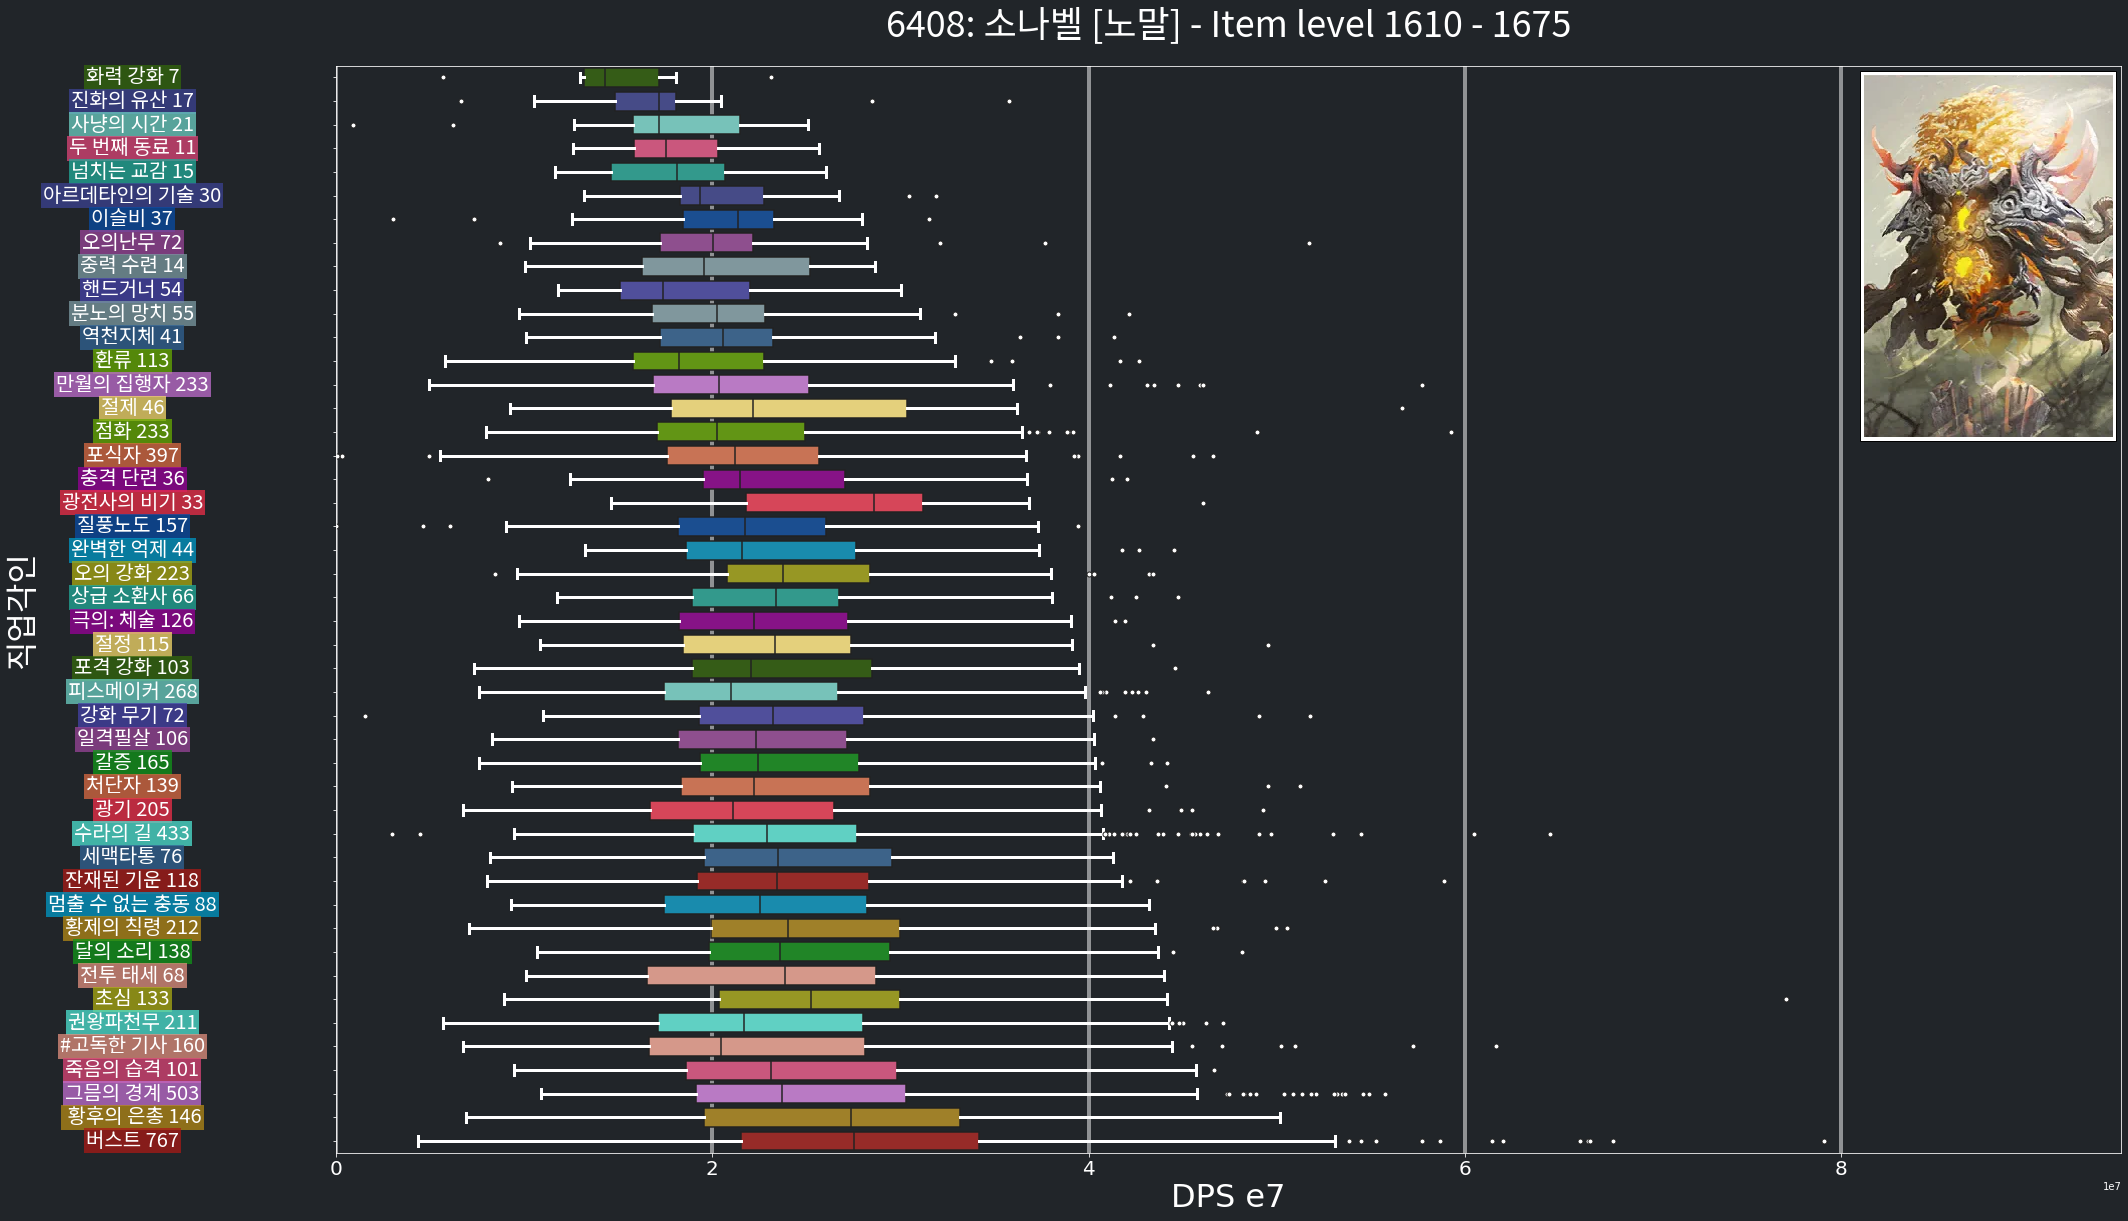 6408: 소나벨 [노말] - Item level 1610 - 1675
화력 강화 7
진화의 유산 17
사냥의 시간 21
두 번째 동료 11
넘치는 교감 15
아르데타인의 기술 30
이슬비 37
오의난무 72
중력 수련 14
핸드거너 54
분노의 망치 55
역천지체 41
환류 113
만월의 집행자 233
절제 46
점화 233
포식자 397
충격 단련 36
광전사의 비기 33
질풍노도 157
완벽한 억제 44
오의 강화 223
상급 소환사 66
극의: 체술 126
절정 115
포격 강화 103
피스메이커 268
강화 무기 72
일격필살 106
갈증 165
처단자 139
광기 205
수라의 길 433
세맥타통 76
잔재된 기운 118
멈출 수 없는 충동 88
황제의 칙령 212
달의 소리 138
전투 태세 68
초심 133
권왕파천무 211
#고독한 기사 160
죽음의 습격 101
그믐의 경계 503
황후의 은총 146
버스트 767
직업각인
0 2 4 6 8
DPS e7
1e7